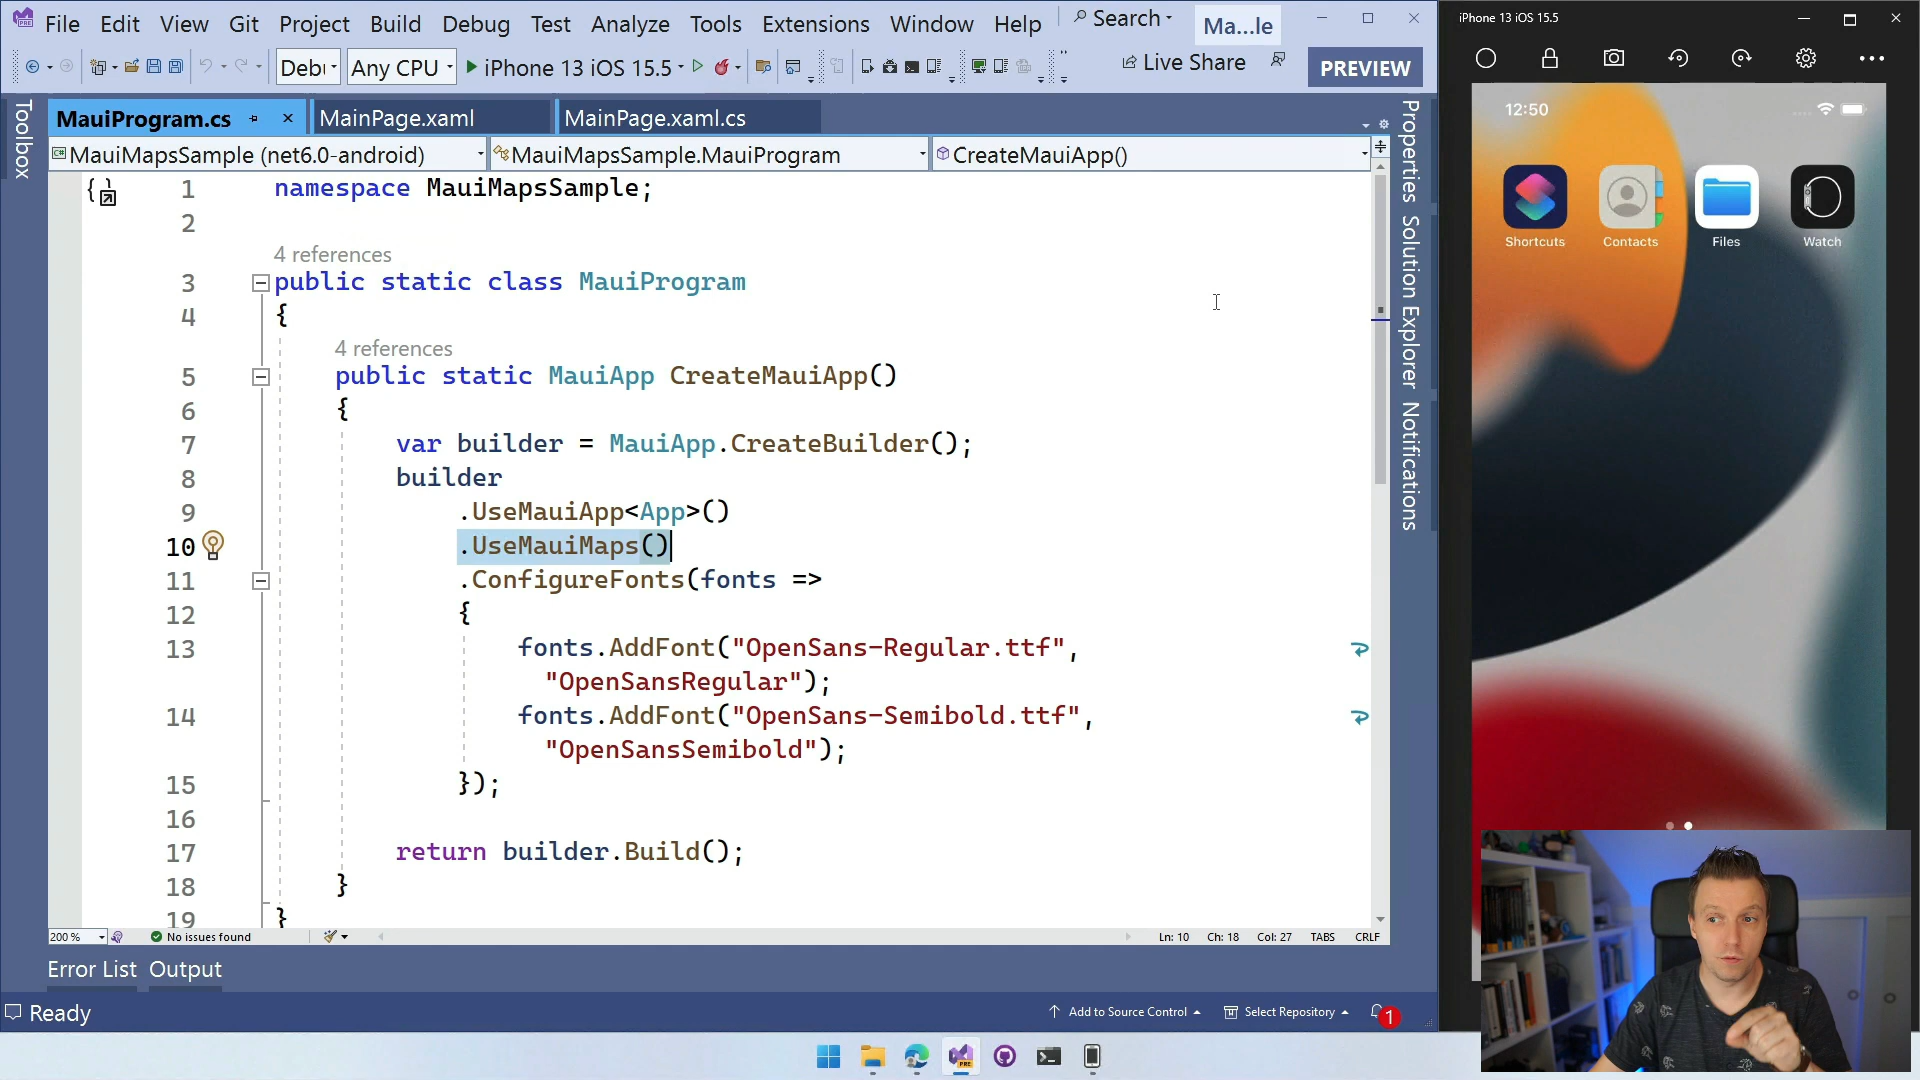 File Edit View Git Project Build Debug Test Analyze Tools Extensions Window Help Search Ma...le
Debu Any CPU iPhone 13 iOS 15.5 Live Share PREVIEW
MauiProgram.cs MainPage.xaml MainPage.xaml.cs
MauiMapsSample (net6.0-android) MauiMapsSample.MauiProgram CreateMauiApp()
Toolbox
1 namespace MauiMapsSample;
2
4 references
3 public static class MauiProgram
4 {
4 references
5 public static MauiApp CreateMauiApp()
6 {
7 var builder = MauiApp.CreateBuilder();
8 builder
9 .UseMauiApp<App>()
10 .UseMauiMaps()
11 .ConfigureFonts(fonts =>
12 {
13 fonts.AddFont("OpenSans-Regular.ttf",
"OpenSansRegular");
14 fonts.AddFont("OpenSans-Semibold.ttf",
"OpenSansSemibold");
15 });
16
17 return builder.Build();
18 }
19 }
200 % No issues found Ln: 10 Ch: 18 Col: 27 TABS CRLF
Error List Output
Ready Add to Source Control Select Repository 1
Properties
Solution Explorer
Notifications
iPhone 13 iOS 15.5
12:50
Shortcuts Contacts Files Watch
PRE